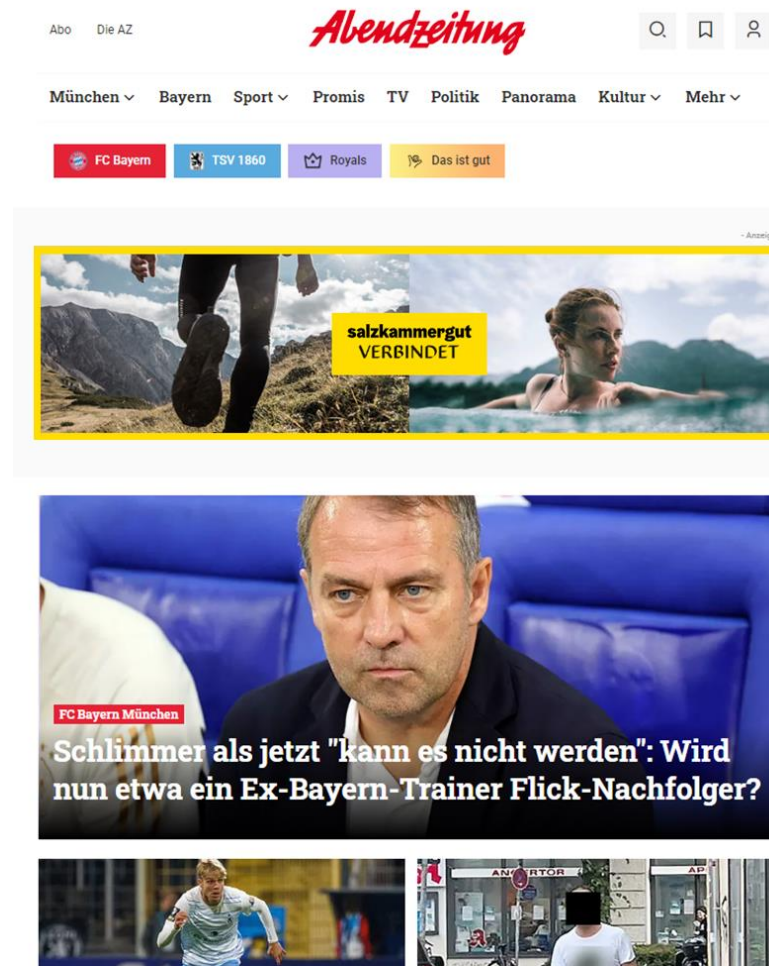 Abo Die AZ
Abendzeitung
München Bayern Sport Promis TV Politik Panorama Kultur Mehr
FC Bayern TSV 1860 Royals Das ist gut
salzkammergut
VERBINDET
FC Bayern München
Schlimmer als jetzt "kann es nicht werden": Wird
nun etwa ein Ex-Bayern-Trainer Flick-Nachfolger?